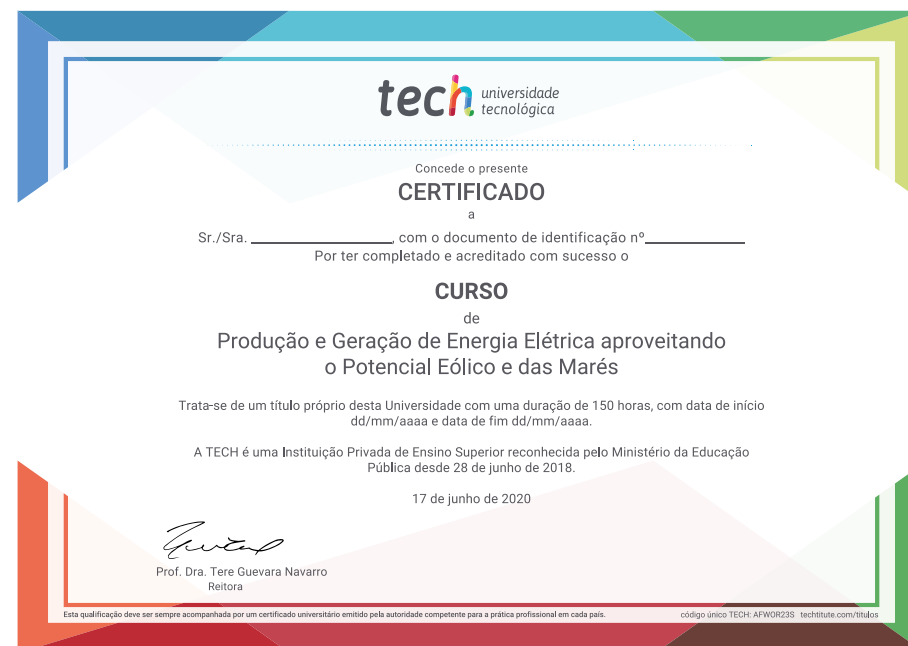 tech universidade
tecnológica
Concede o presente
CERTIFICADO
a
Sr./Sra. ____________________, com o documento de identificação nº______________
Por ter completado e acreditado com sucesso o
CURSO
de
Produção e Geração de Energia Elétrica aproveitando
o Potencial Eólico e das Marés
Trata-se de um título próprio desta Universidade com uma duração de 150 horas, com data de início
dd/mm/aaaa e data de fim dd/mm/aaaa.
A TECH é uma Instituição Privada de Ensino Superior reconhecida pelo Ministério da Educação
Pública desde 28 de junho de 2018.
17 de junho de 2020
Prof. Dra. Tere Guevara Navarro
Reitora
Esta qualificação deve ser sempre acompanhada por um certificado universitário emitido pela autoridade competente para a prática profissional em cada país.
código único TECH: AFWOR23S techtitute.com/titulos